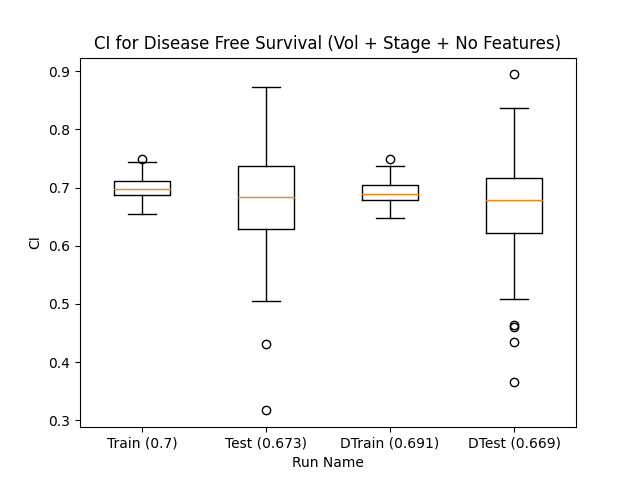 CI for Disease Free Survival (Vol + Stage + No Features)
0.9
0.8
0.7
0.6
0.5
0.4
0.3
CI
Train (0.7)
Test (0.673)
DTrain (0.691)
DTest (0.669)
Run Name